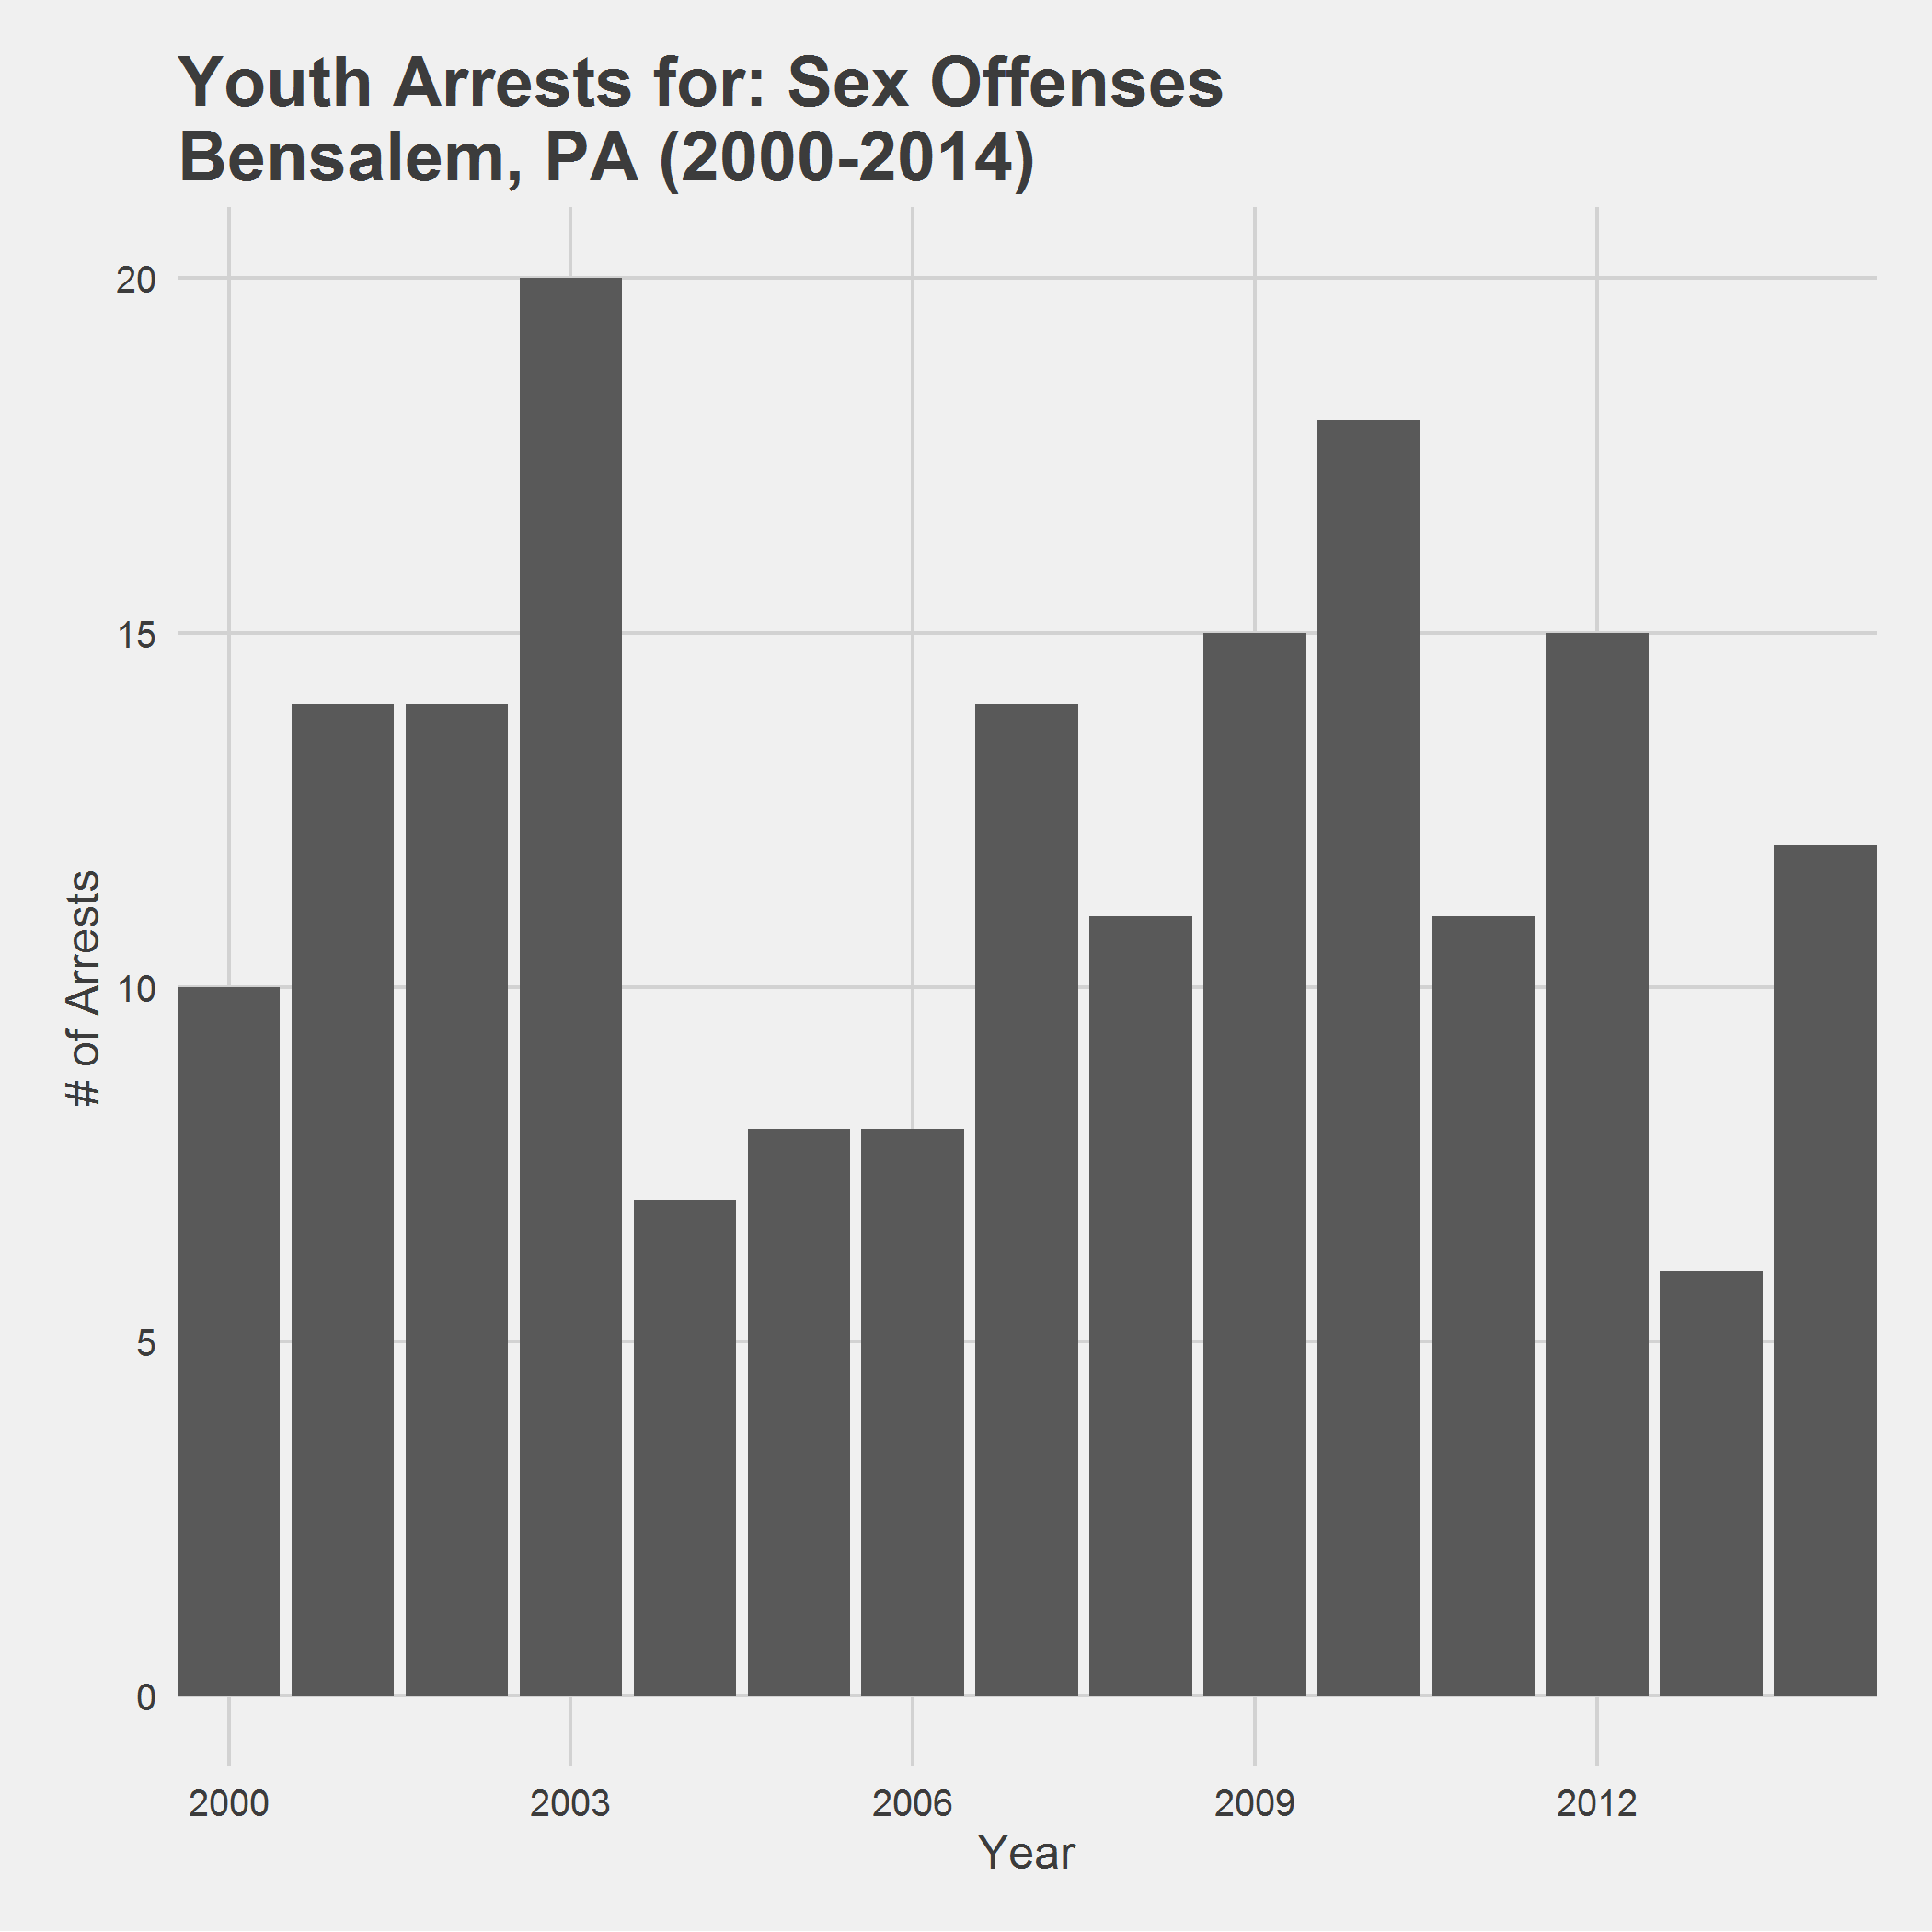 Youth Arrests for: Sex Offenses
Bensalem, PA (2000-2014)
# of Arrests
20
15
10
5
0
2000 2003 2006 2009 2012
Year